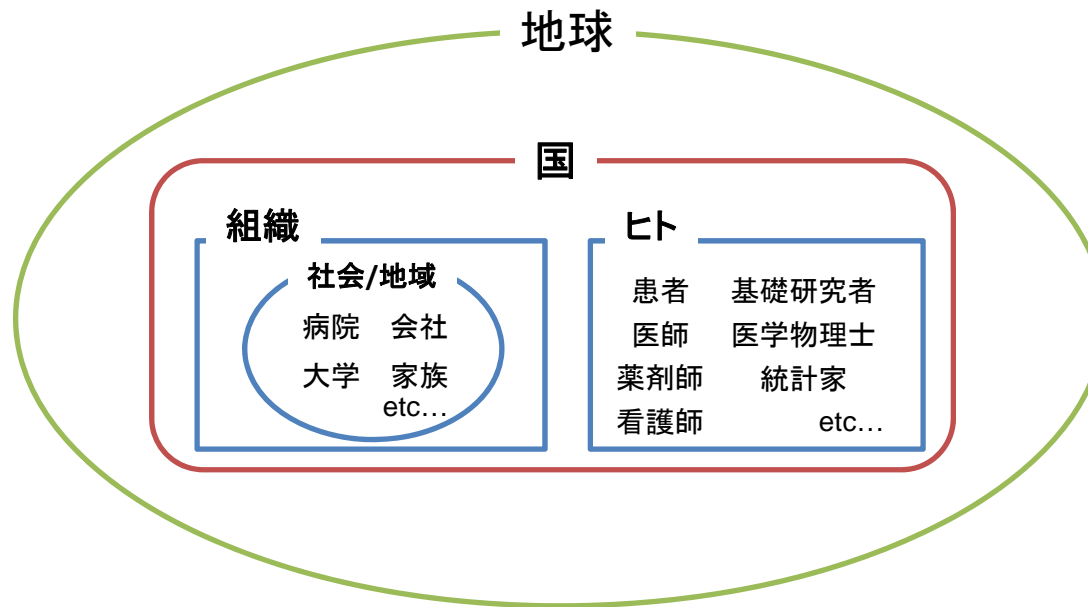 地球
国
組織
社会/地域
病院 会社
大学 家族
etc…
ヒト
患者 基礎研究者
医師 医学物理士
薬剤師 統計家
看護師 etc…